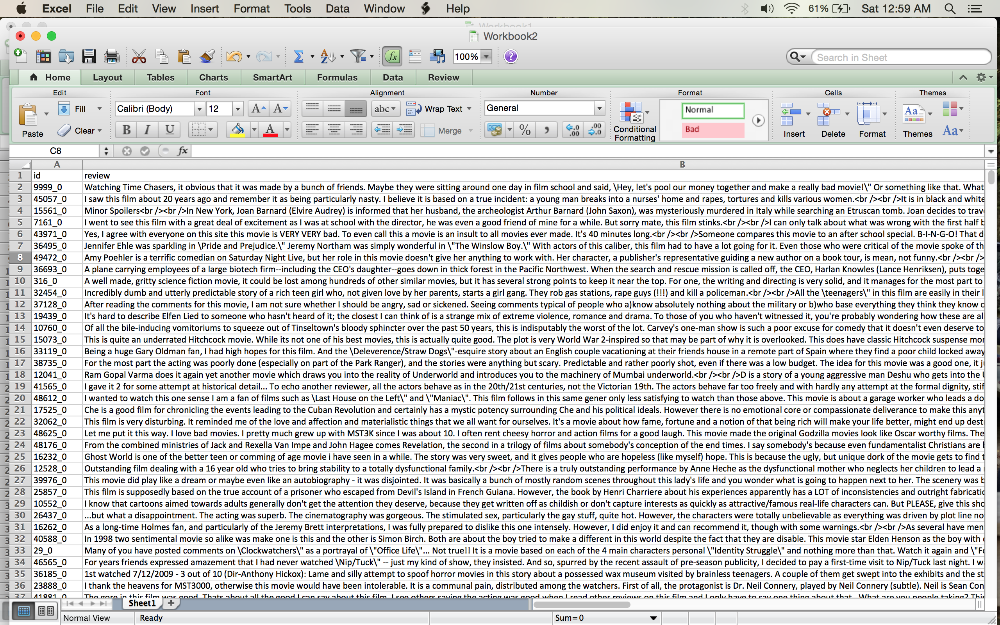 Excel File Edit View Insert Format Tools Data Window Help 61% Sat 12:59 AM
Workbook1
Workbook2
100% Search in Sheet
Home Layout Tables Charts SmartArt Formulas Data Review
Edit Font Alignment Number Format Cells Themes
Fill Calibri (Body) 12 abc Wrap Text General Normal
Paste Clear B I U Merge % Conditional Formatting Bad Insert Delete Format Themes Aa
C8 fx
A B
1 id review
2 9999_0 Watching Time Chasers, it obvious that it was made by a bunch of friends. Maybe they were sitting around one day in film school and said, \Hey, let's pool our money together and make a really bad movie!\" Or something like that. What
3 45057_0 I saw this film about 20 years ago and remember it as being particularly nasty. I believe it is based on a true incident: a young man breaks into a nurses' home and rapes, tortures and kills various women.<br /><br />It is in black and white
4 15561_0 Minor Spoilers<br /><br />In New York, Joan Barnard (Elvire Audrey) is informed that her husband, the archeologist Arthur Barnard (John Saxon), was mysteriously murdered in Italy while searching an Etruscan tomb. Joan decides to trav
5 7161_0 I went to see this film with a great deal of excitement as I was at school with the director, he was even a good friend of mine for a while. But sorry mate, this film stinks.<br /><br />I can only talk about what was wrong with the first half b
6 43971_0 Yes, I agree with everyone on this site this movie is VERY VERY bad. To even call this a movie is an insult to all movies ever made. It's 40 minutes long.<br /><br />Someone compares this movie to an after school special. B-I-N-G-O! That d
7 36495_0 Jennifer Ehle was sparkling in \Pride and Prejudice.\" Jeremy Northam was simply wonderful in \"The Winslow Boy.\" With actors of this caliber, this film had to have a lot going for it. Even those who were critical of the movie spoke of th
8 49472_0 Amy Poehler is a terrific comedian on Saturday Night Live, but her role in this movie doesn't give her anything to work with. Her character, a publisher's representative guiding a new author on a book tour, is mean, not funny.<br /><br />
9 36693_0 A plane carrying employees of a large biotech firm--including the CEO's daughter--goes down in thick forest in the Pacific Northwest. When the search and rescue mission is called off, the CEO, Harlan Knowles (Lance Henriksen), puts toge
10 316_0 A well made, gritty science fiction movie, it could be lost among hundreds of other similar movies, but it has several strong points to keep it near the top. For one, the writing and directing is very solid, and it manages for the most part to
11 32454_0 Incredibly dumb and utterly predictable story of a rich teen girl who, not given love by her parents, starts a girl gang. They rob gas stations, rape guys (!!!) and kill a policeman.<br /><br />All the \teenagers\" in this film are easily in their l
12 37128_0 After reading the comments for this movie, I am not sure whether I should be angry, sad or sickened. Seeing comments typical of people who a)know absolutely nothing about the military or b)who base everything they think they know o
13 19439_0 It's hard to describe Elfen Lied to someone who hasn't heard of it; the closest I can think of is a strange mix of extreme violence, romance and drama. To those of you who haven't witnessed it, you're probably wondering how these are all
14 10760_0 Of all the bile-inducing vomitoriums to squeeze out of Tinseltown's bloody sphincter over the past 50 years, this is indisputably the worst of the lot. Carvey's one-man show is such a poor excuse for comedy that it doesn't even deserve to
15 15073_0 This is quite an underrated Hitchcock movie. While its not one of his best movies, this is actually quite good. The plot is very World War 2-inspired so that may be part of why it is overlooked. This does have classic Hitchcock suspense mor
16 33119_0 Being a huge Gary Oldman fan, I had high hopes for this film. And the \Deleverence/Straw Dogs\"-esquire story about an English couple vacationing at their friends house in a remote part of Spain where they find a poor child locked away
17 38735_0 For the most part the acting was poorly done (especially on part of the Park Ranger), and the stories were anything but scary. Predictable and rather poorly shot, even if there was a low budget. The idea for this movie was a good one, it j
18 12041_0 Ram Gopal Varma does it again yet another movie which draws you into the reality of Underworld and introduces you to the machinery of Mumbai underworld.<br /><br />D is a story of a young aggressive man Deshu who gets into the U
19 41565_0 I gave it 2 for some attempt at historical detail... To echo another reviewer, all the actors behave as in the 20th/21st centuries, not the Victorian 19th. The actors behave far too freely and with hardly any attempt at the formal dignity, stif
20 48612_0 I wanted to watch this one sense I am a fan of films such as \Last House on the Left\" and \"Maniac\". This film follows in this same gener only less satisfying to watch than those above. This movie is about a garage worker who leads a do
21 17525_0 Che is a good film for chronicling the events leading to the Cuban Revolution and certainly has a mystic potency surrounding Che and his political ideals. However there is no emotional core or compassionate deliverance to make this anyt
22 32062_0 This film is very disturbing. It reminded me of the love and affection and materialistic things that we all want for ourselves. It's a movie about how fame, fortune and a notion of that being rich will make your life better, might end up destr
23 48625_0 Let me put it this way. I love bad movies. I pretty much grew up with MST3K since I was about 10. I often rent cheesy horror and action films for a good laugh. This movie made the original Godzilla movies look like Oscar worthy films. The
24 48176_0 From the combined ministries of Jack and Rexella Van Impe and John Hagee comes Revelation, the second in a trilogy of films about somebody's conception of the end times. I say somebody's because even fundamentalist Christians are b
25 16232_0 Ghost World is one of the better teen or comming of age movie i have seen in a while. The story was very sweet, and it gives people who are hopeless (like myself) hope. This is because the ugly, but unique dork of the movie gets to find t
26 12528_0 Outstanding film dealing with a 16 year old who tries to bring stability to a totally dysfunctional family.<br /><br />There is a truly outstanding performance by Anne Heche as the dysfunctional mother who neglects her children to lead a
27 39976_0 This movie did play like a dream or maybe even like an autobiography - it was disjointed. It was basically a bunch of mostly random scenes throughout this lady's life and you wonder what is going to happen next to her. The scenery was b
28 25857_0 This film is supposedly based on the true account of a prisoner who escaped from Devil's Island in French Guiana. However, the book by Henri Charriere about his experiences apparently has a LOT of inconsistencies and outright fabricatic
29 10552_0 I know that cartoons aimed towards adults generally don't get the attention they deserve, because they get written off as childish or don't capture interests as quickly as attractive/famous real-life characters can. But PLEASE, give this sho
30 26437_0 ...but what a disappointment. The acting was superb. The cinematography was gorgeous. The stimulated sex, particularly the gay stuff, quite hot. However, the characters were totally unbelievable as everything was driven by plot line no
31 16262_0 As a long-time Holmes fan, and particularly of the Jeremy Brett interpretations, I was fully prepared to dislike this one intensely. However, I did enjoy it and can recommend it, though with some warnings.<br /><br />As several have men
32 40588_0 In 1998 two sentimental movie so alike was make one is this and the other is Simon Birch. Both are about the boy tried to make a different in this world despite the fact that they are disable. This movie star Elden Henson as the boy with
33 29_0 Many of you have posted comments on \Clockwatchers\" as a portrayal of \"Office Life\"... Not true!! It is a movie based on each of the 4 main characters personal \"Identity Struggle\" and nothing more than that. Watch it again and \"Fo
34 46565_0 For years friends expressed amazement that I had never watched \Nip/Tuck\" -- just my kind of show, they insisted. And so, spurred by the recent assault of pre-season publicity, I decided to pay a first-time visit to Nip/Tuck last night. I wa
35 36185_0 1st watched 7/12/2009 - 3 out of 10 (Dir-Anthony Hickox): Lame and silly attempt to spoof horror movies in this story about a possessed wax museum visited by brainless teenagers. A couple of them get swept into the exhibits and the st
36 23888_0 I thank the heavens for MST3000, otherwise this movie would have been intolerable. It is a communal pain, distributed among the watchers. First of all, the protagonist is Dr. Neil Connery, played by Neil Connery (subtle). Neil is Sean Con
37 41881_0 The gore in this film was good. Thats about all the good I can say about this film. I see others saying the acting was good when I read other reviews on this film and I only have to say one thing about that.. What are you people taking? This
Sheet1
Normal View Ready Sum=0